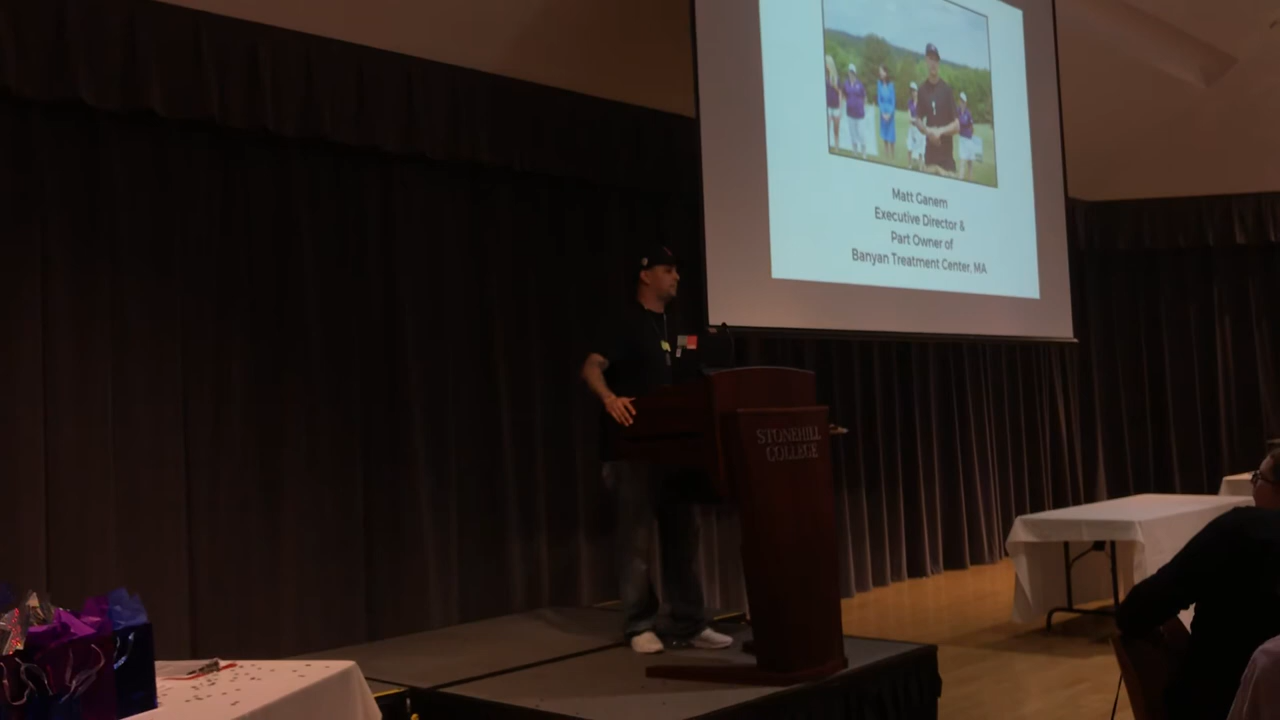 Matt Ganem
Executive Director &
Part Owner of
Banyan Treatment Center, MA
STONEHILL
COLLEGE